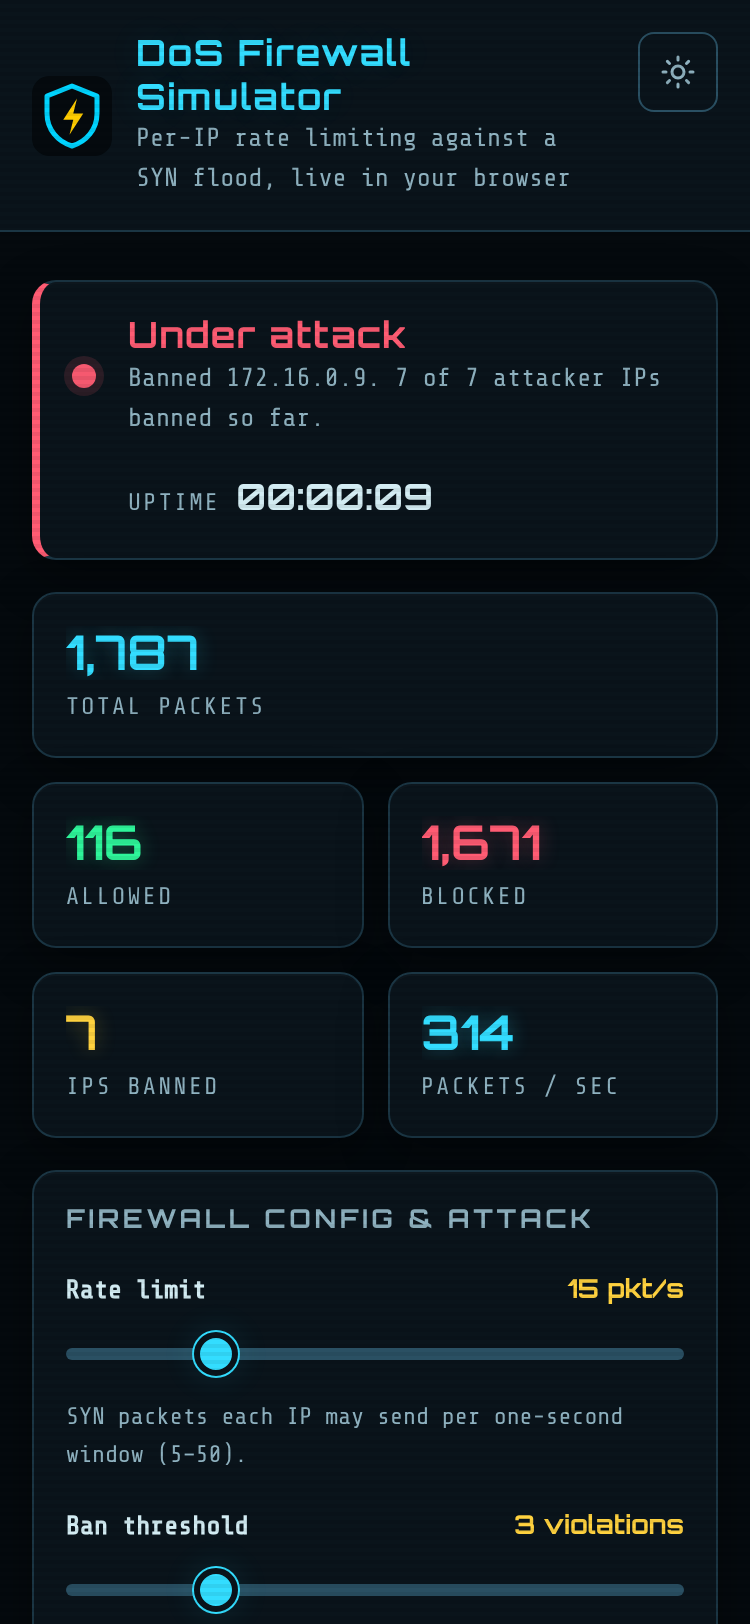 DoS Firewall
Simulator
Per-IP rate limiting against a
SYN flood, live in your browser
Under attack
Banned 172.16.0.9. 7 of 7 attacker IPs
banned so far.
UPTIME 00:00:09
1,787
TOTAL PACKETS
116
ALLOWED
1,671
BLOCKED
7
IPS BANNED
314
PACKETS / SEC
FIREWALL CONFIG & ATTACK
Rate limit 15 pkt/s
SYN packets each IP may send per one-second
window (5–50).
Ban threshold 3 violations